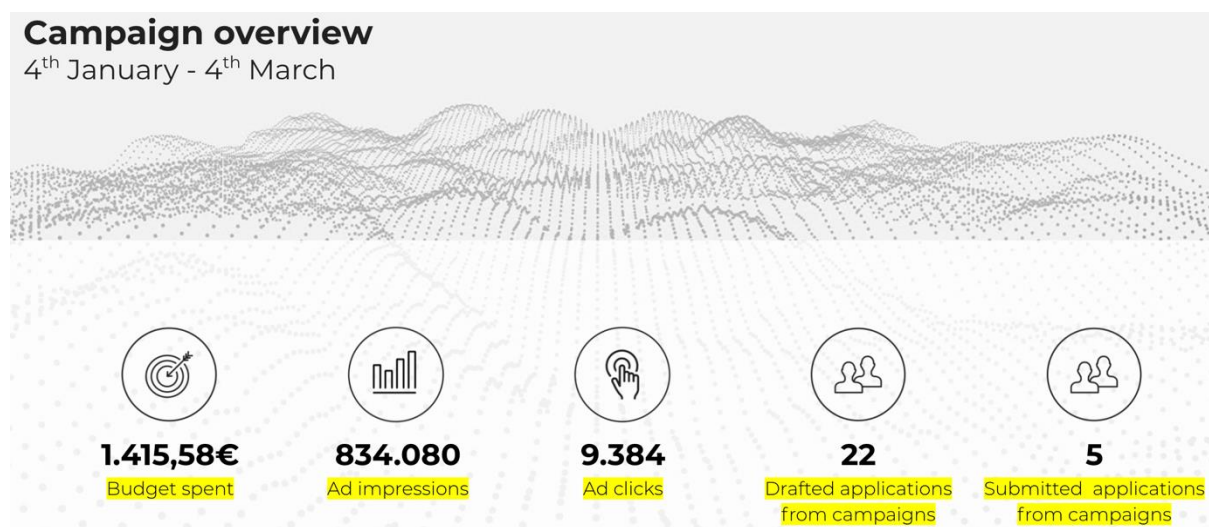 Campaign overview
4th January - 4th March
1.415,58€
Budget spent
834.080
Ad impressions
9.384
Ad clicks
22
Drafted applications
from campaigns
5
Submitted applications
from campaigns